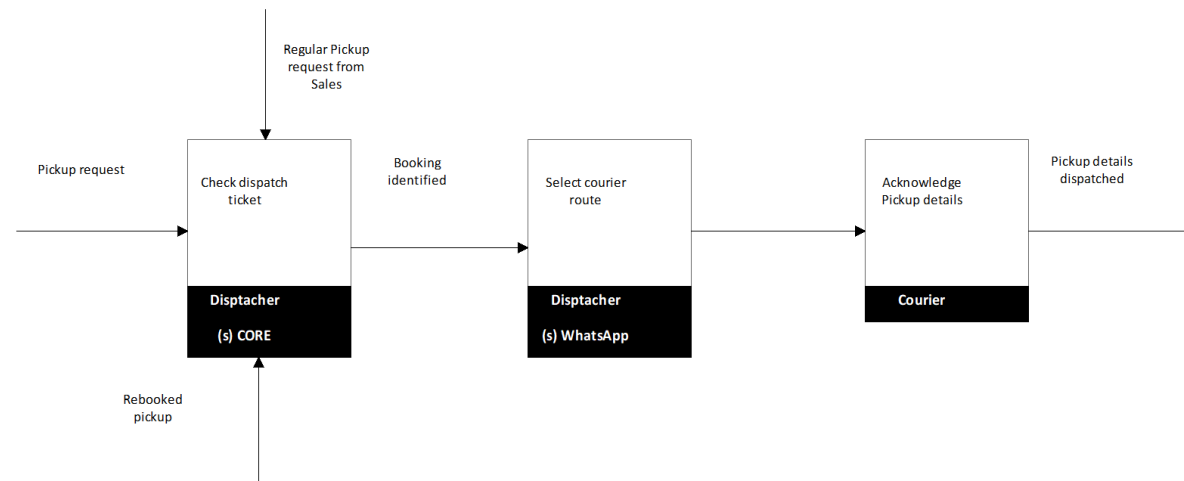 Regular Pickup
request from
Sales
Pickup request
Check dispatch
ticket
Booking
identified
Select courier
route
Acknowledge
Pickup details
Pickup details
dispatched
Disptacher
(s) CORE
Disptacher
(s) WhatsApp
Courier
Rebooked
pickup